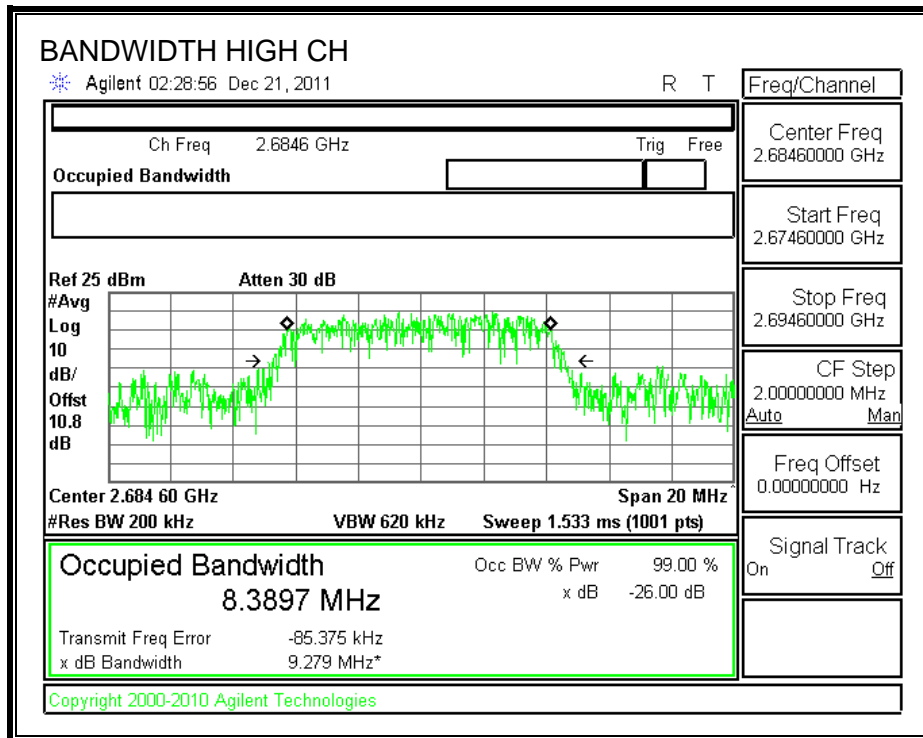 BANDWIDTH HIGH CH
Agilent 02:28:56 Dec 21, 2011 R T
Ch Freq 2.6846 GHz Trig Free
Occupied Bandwidth
Ref 25 dBm Atten 30 dB
#Avg
Log
10
dB/
Offst
10.8
dB
Center 2.684 60 GHz Span 20 MHz^
#Res BW 200 kHz VBW 620 kHz Sweep 1.533 ms (1001 pts)
Occupied Bandwidth Occ BW % Pwr 99.00 %
8.3897 MHz x dB -26.00 dB
Transmit Freq Error -85.375 kHz
x dB Bandwidth 9.279 MHz*
Copyright 2000-2010 Agilent Technologies
Freq/Channel
Center Freq
2.68460000 GHz
Start Freq
2.67460000 GHz
Stop Freq
2.69460000 GHz
CF Step
2.00000000 MHz
Auto Man
Freq Offset
0.00000000 Hz
Signal Track
On Off